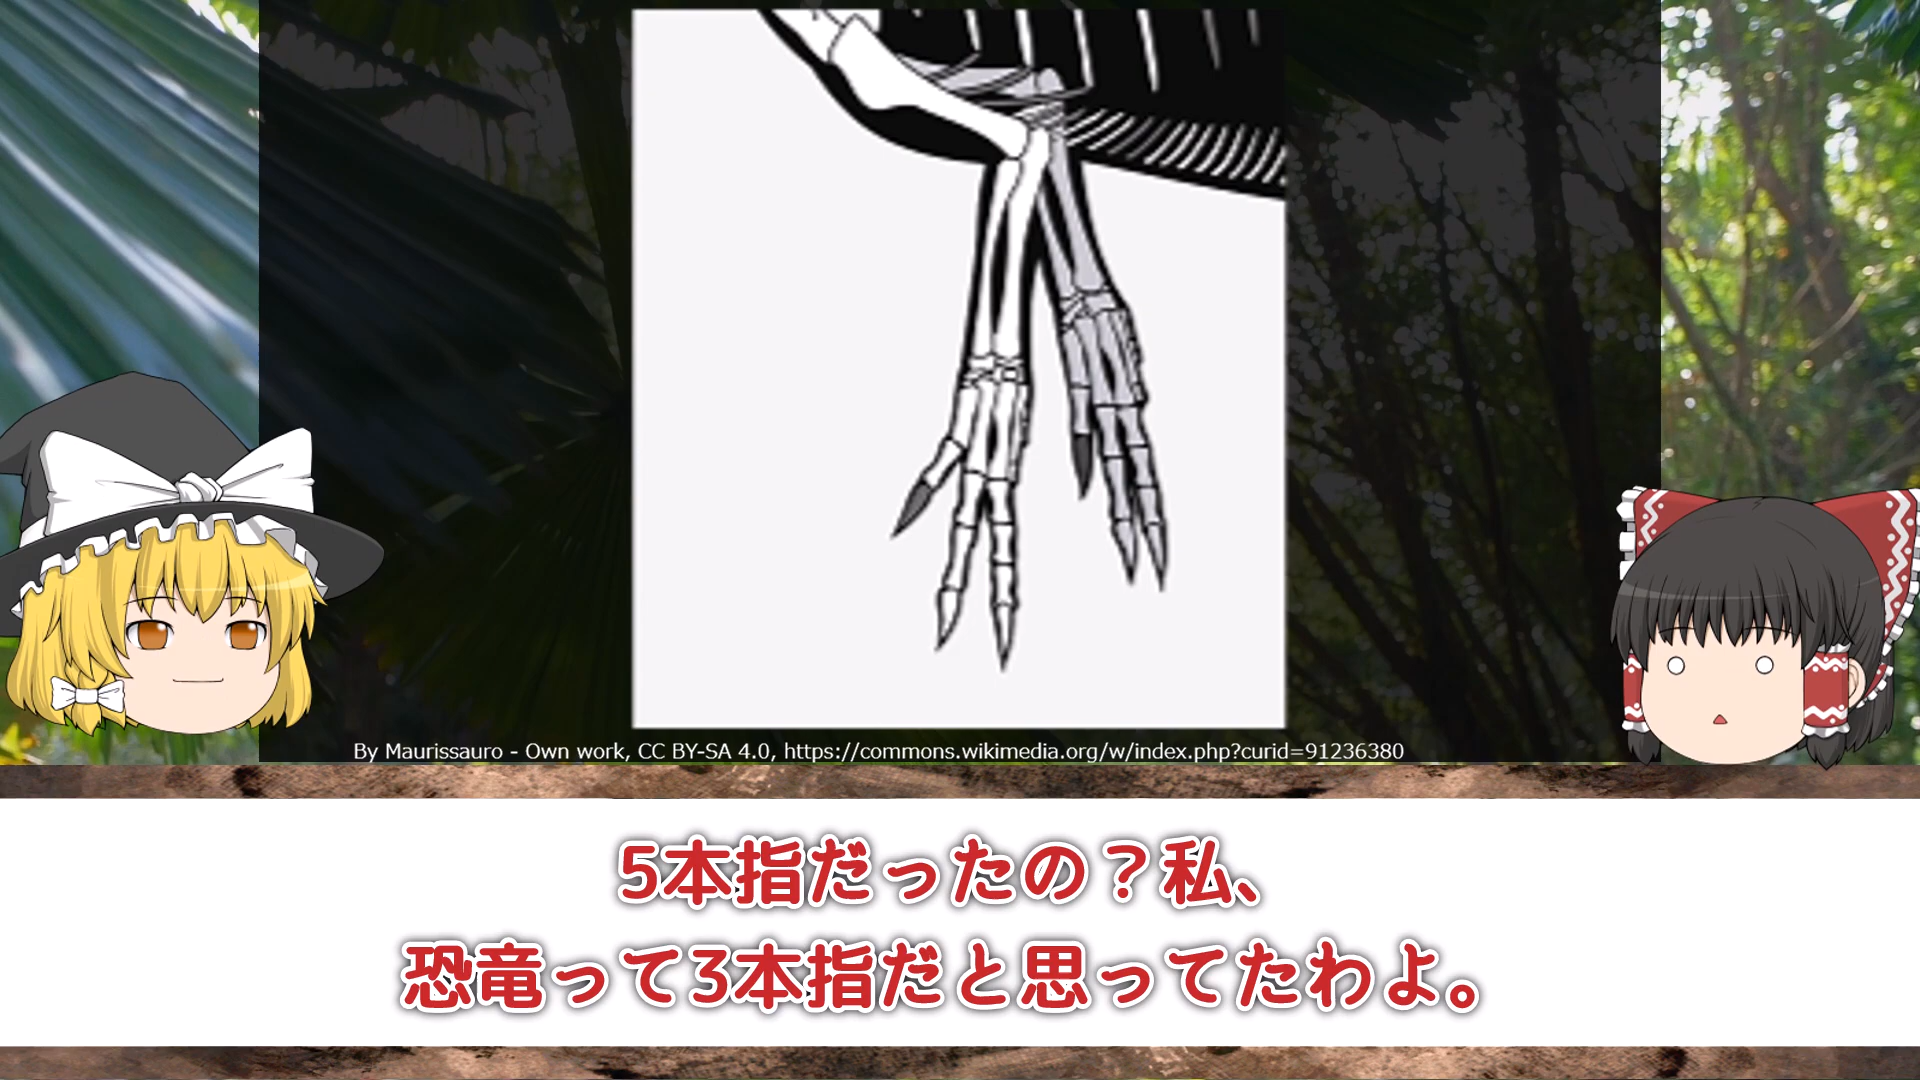 By Maurissauro - Own work, CC BY-SA 4.0, https://commons.wikimedia.org/w/index.php?curid=91236380
5本指だったの？私、
恐竜って3本指だと思ってたわよ。